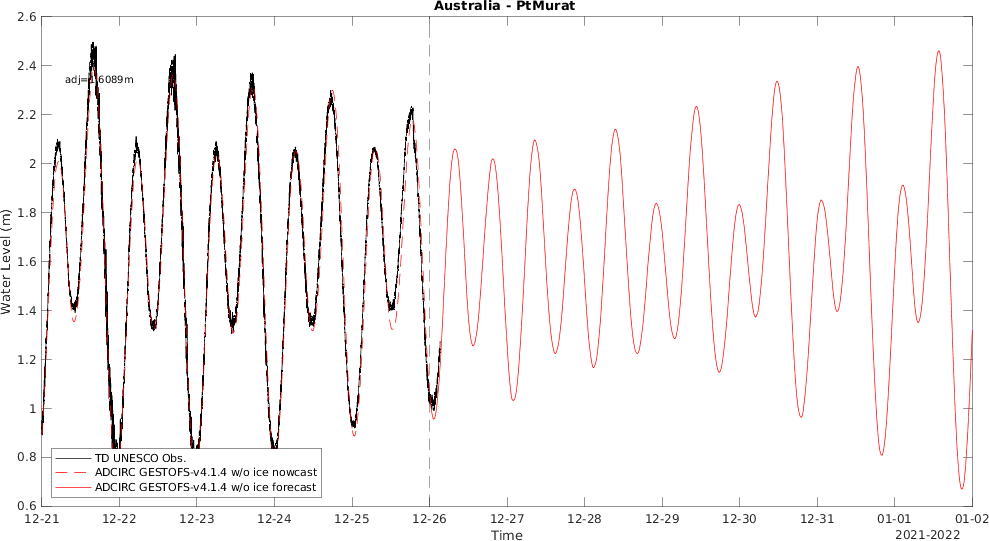 Australia - PtMurat
2.6
2.4
2.2
2
1.8
1.6
1.4
1.2
1
0.8
0.6
Water Level (m)
adj=1.6089m
TD UNESCO Obs.
ADCIRC GESTOFS-v4.1.4 w/o ice nowcast
ADCIRC GESTOFS-v4.1.4 w/o ice forecast
12-21 12-22 12-23 12-24 12-25 12-26 12-27 12-28 12-29 12-30 12-31 01-01 01-02
Time
2021-2022